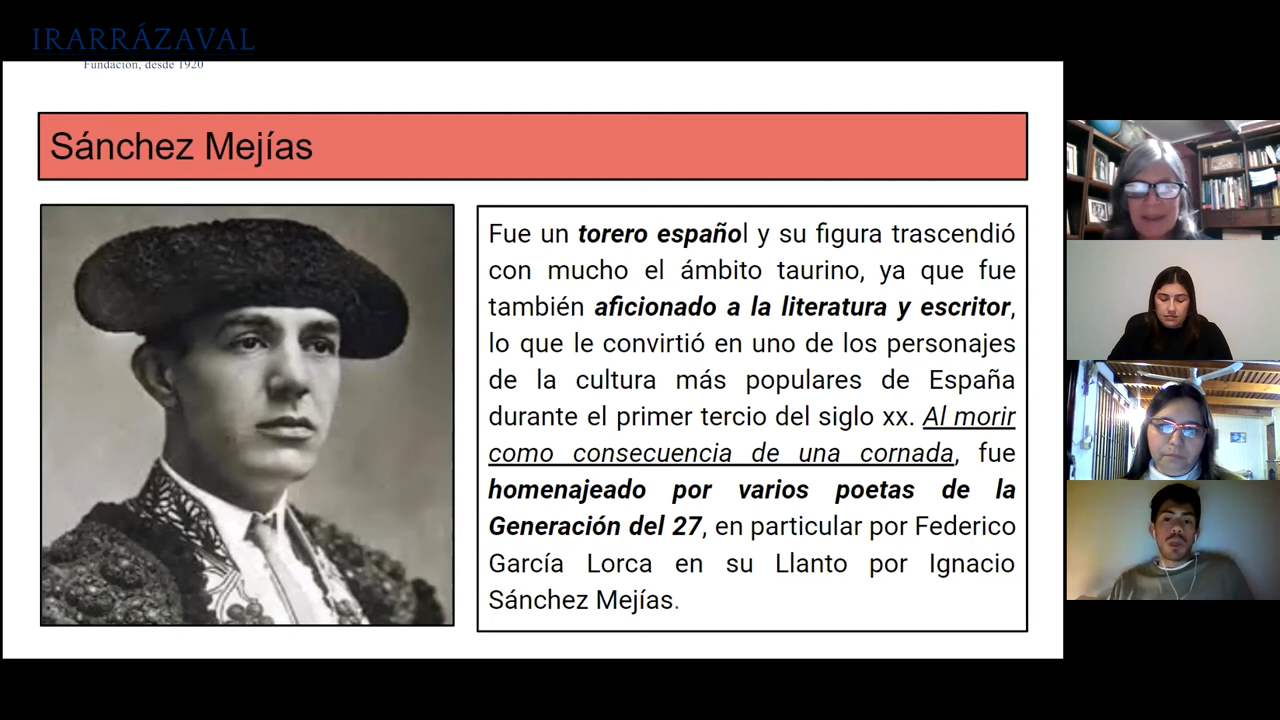 IRARRÁZAVAL
Fundación, desde 1920
Sánchez Mejías
Fue un torero español y su figura trascendió
con mucho el ámbito taurino, ya que fue
también aficionado a la literatura y escritor,
lo que le convirtió en uno de los personajes
de la cultura más populares de España
durante el primer tercio del siglo xx. Al morir
como consecuencia de una cornada, fue
homenajeado por varios poetas de la
Generación del 27, en particular por Federico
García Lorca en su Llanto por Ignacio
Sánchez Mejías.